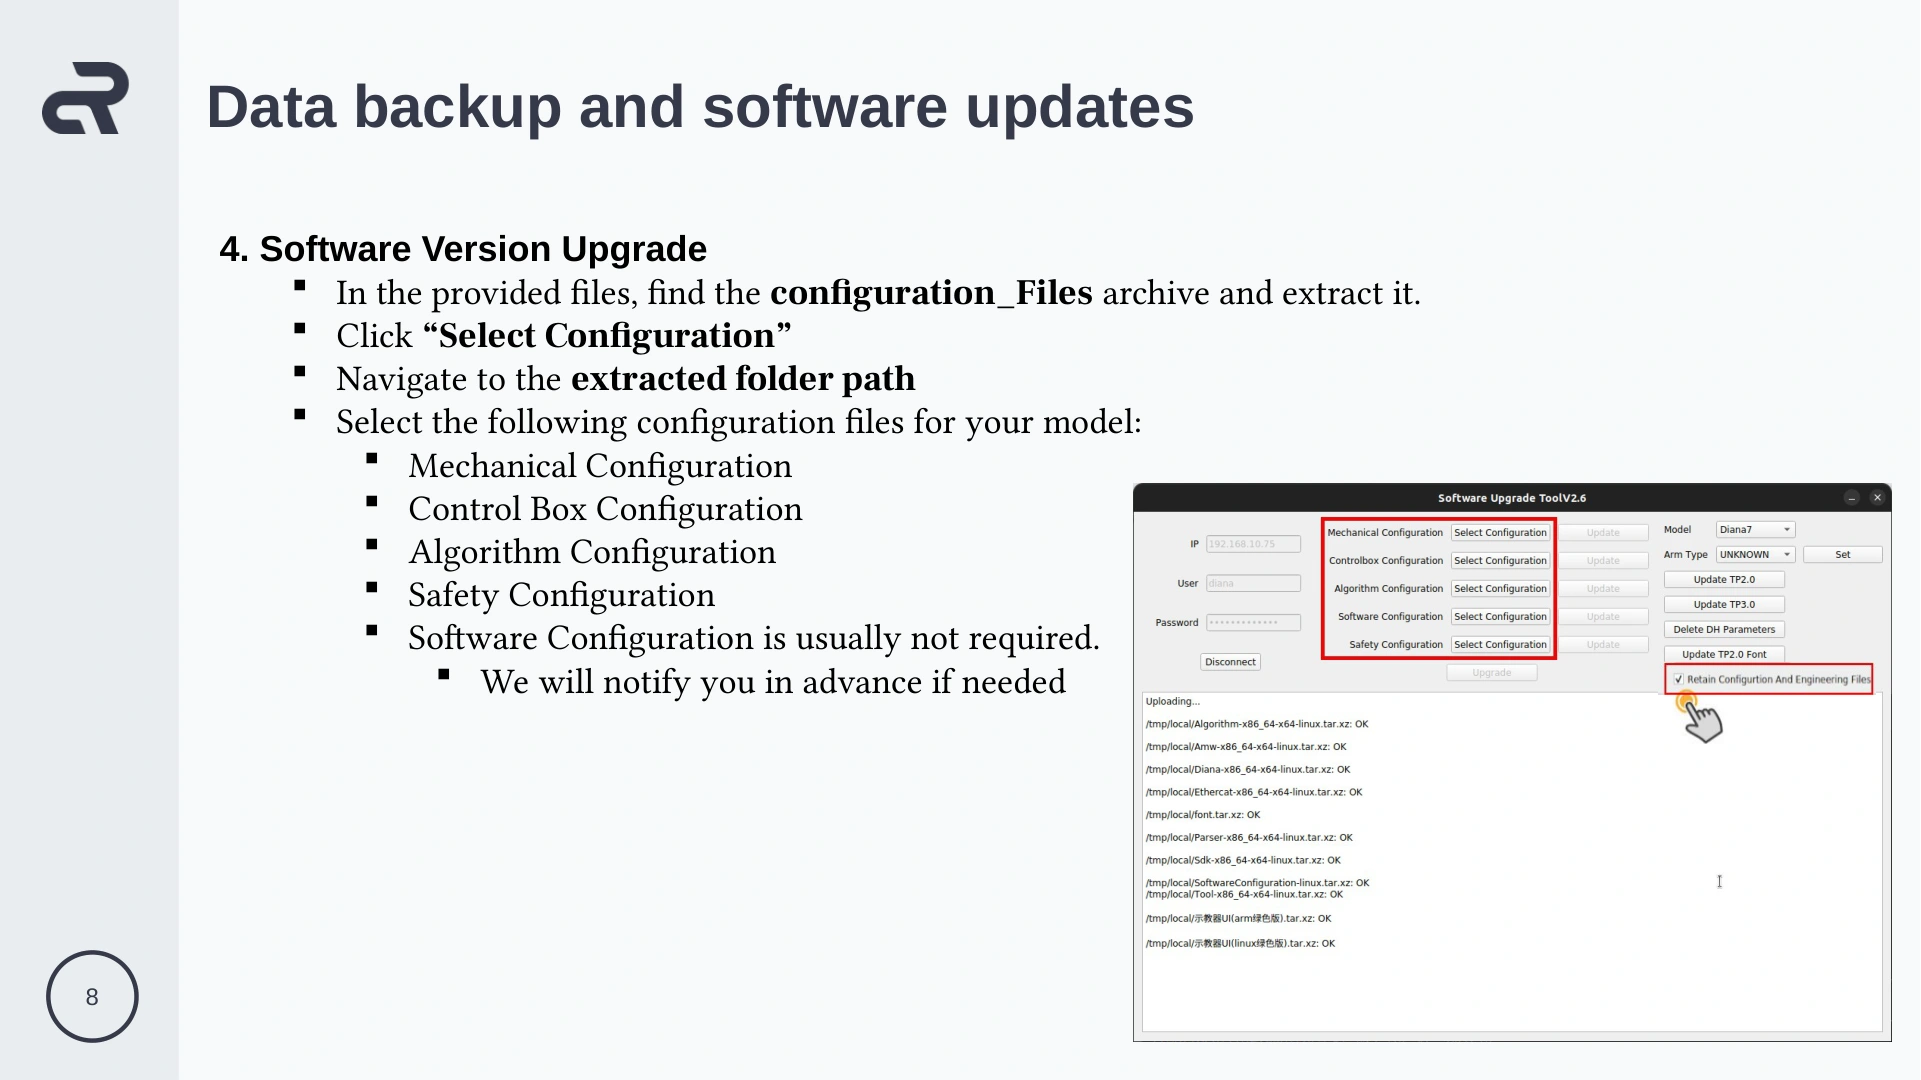 Data backup and software updates
4. Software Version Upgrade
In the provided files, find the configuration_Files archive and extract it.
Click “Select Configuration”
Navigate to the extracted folder path
Select the following configuration files for your model:
Mechanical Configuration
Control Box Configuration
Algorithm Configuration
Safety Configuration
Software Configuration is usually not required.
We will notify you in advance if needed
8
Software Upgrade ToolV2.6
IP 192.168.10.75
User diana
Password •••••••••••••
Disconnect
Mechanical Configuration Select Configuration Update
Controlbox Configuration Select Configuration Update
Algorithm Configuration Select Configuration Update
Software Configuration Select Configuration Update
Safety Configuration Select Configuration Update
Upgrade
Model Diana7
Arm Type UNKNOWN Set
Update TP2.0
Update TP3.0
Delete DH Parameters
Update TP2.0 Font
Retain Configurtion And Engineering Files
Uploading...
/tmp/local/Algorithm-x86_64-x64-linux.tar.xz: OK
/tmp/local/Amw-x86_64-x64-linux.tar.xz: OK
/tmp/local/Diana-x86_64-x64-linux.tar.xz: OK
/tmp/local/Ethercat-x86_64-x64-linux.tar.xz: OK
/tmp/local/font.tar.xz: OK
/tmp/local/Parser-x86_64-x64-linux.tar.xz: OK
/tmp/local/Sdk-x86_64-x64-linux.tar.xz: OK
/tmp/local/SoftwareConfiguration-linux.tar.xz: OK
/tmp/local/Tool-x86_64-x64-linux.tar.xz: OK
/tmp/local/示教器UI(arm绿色版).tar.xz: OK
/tmp/local/示教器UI(linux绿色版).tar.xz: OK